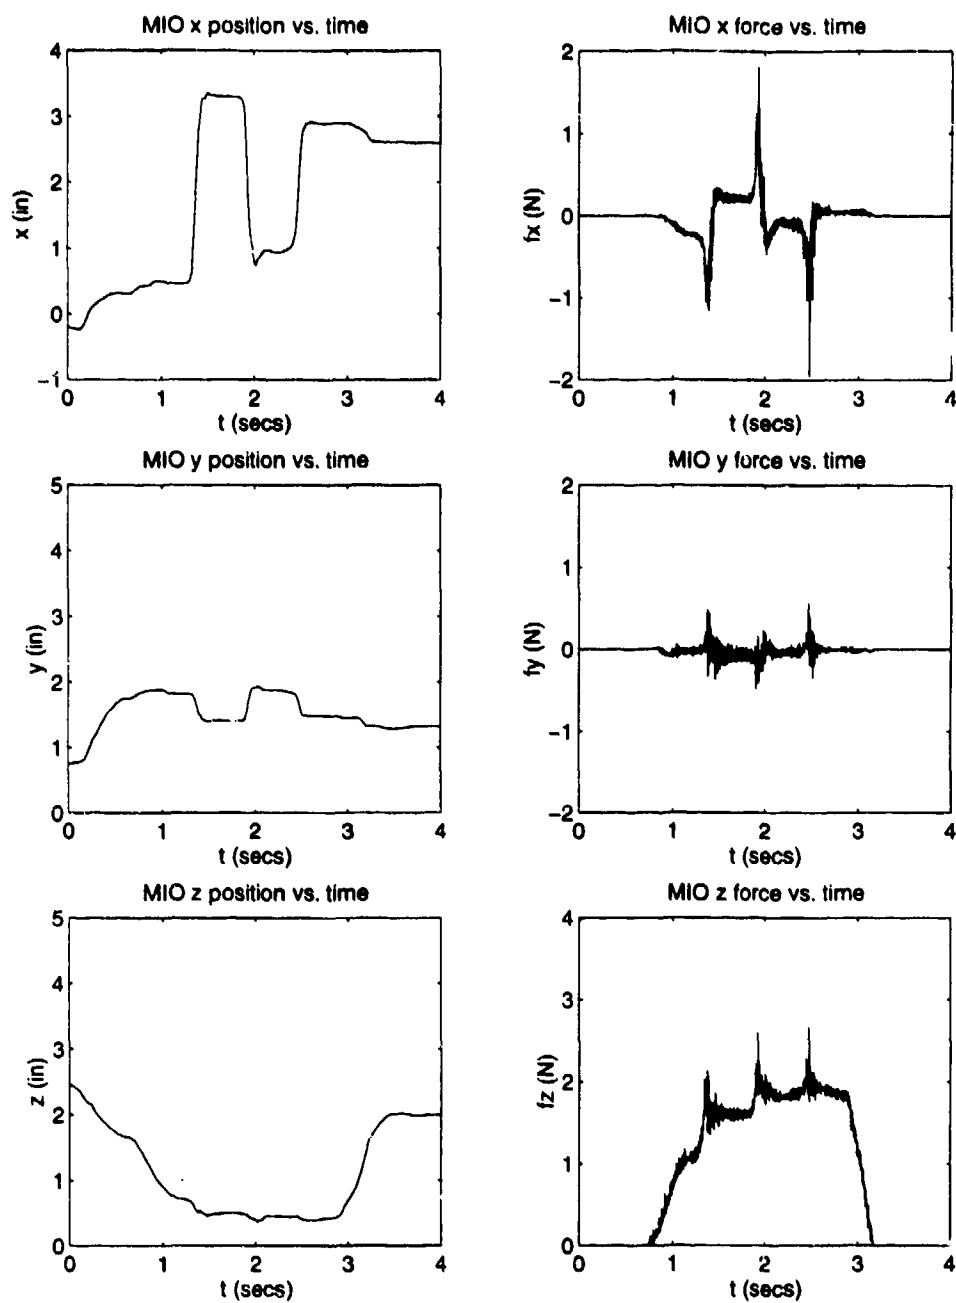 MIO x position vs. time
MIO x force vs. time
4
3
2
1
0
−1
x (in)
0 1 2 3 4
t (secs)
2
1
0
−1
−2
fx (N)
0 1 2 3 4
t (secs)
MIO y position vs. time
MIO y force vs. time
5
4
3
2
1
0
y (in)
0 1 2 3 4
t (secs)
2
1
0
−1
−2
fy (N)
0 1 2 3 4
t (secs)
MIO z position vs. time
MIO z force vs. time
5
4
3
2
1
0
z (in)
0 1 2 3 4
t (secs)
4
3
2
1
0
fz (N)
0 1 2 3 4
t (secs)